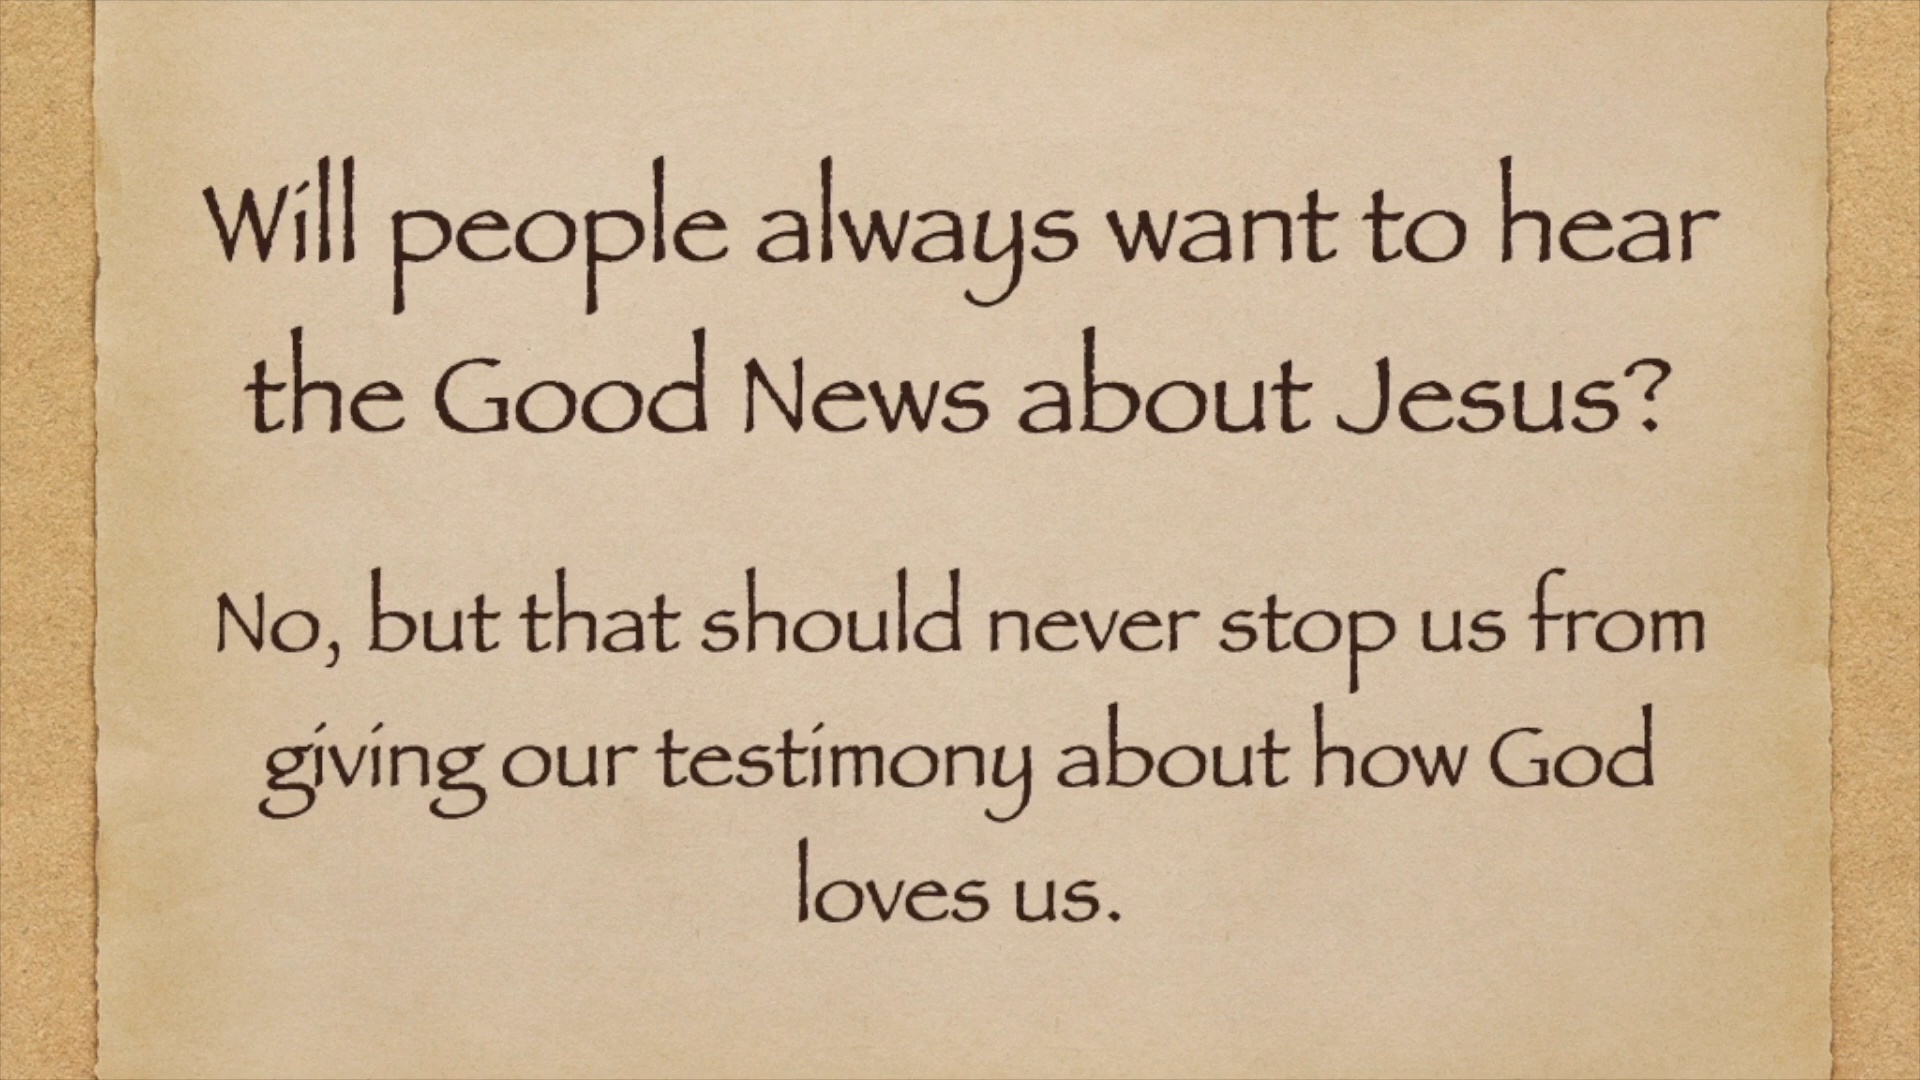 Will people always want to hear
the Good News about Jesus?
No, but that should never stop us from
giving our testimony about how God
loves us.